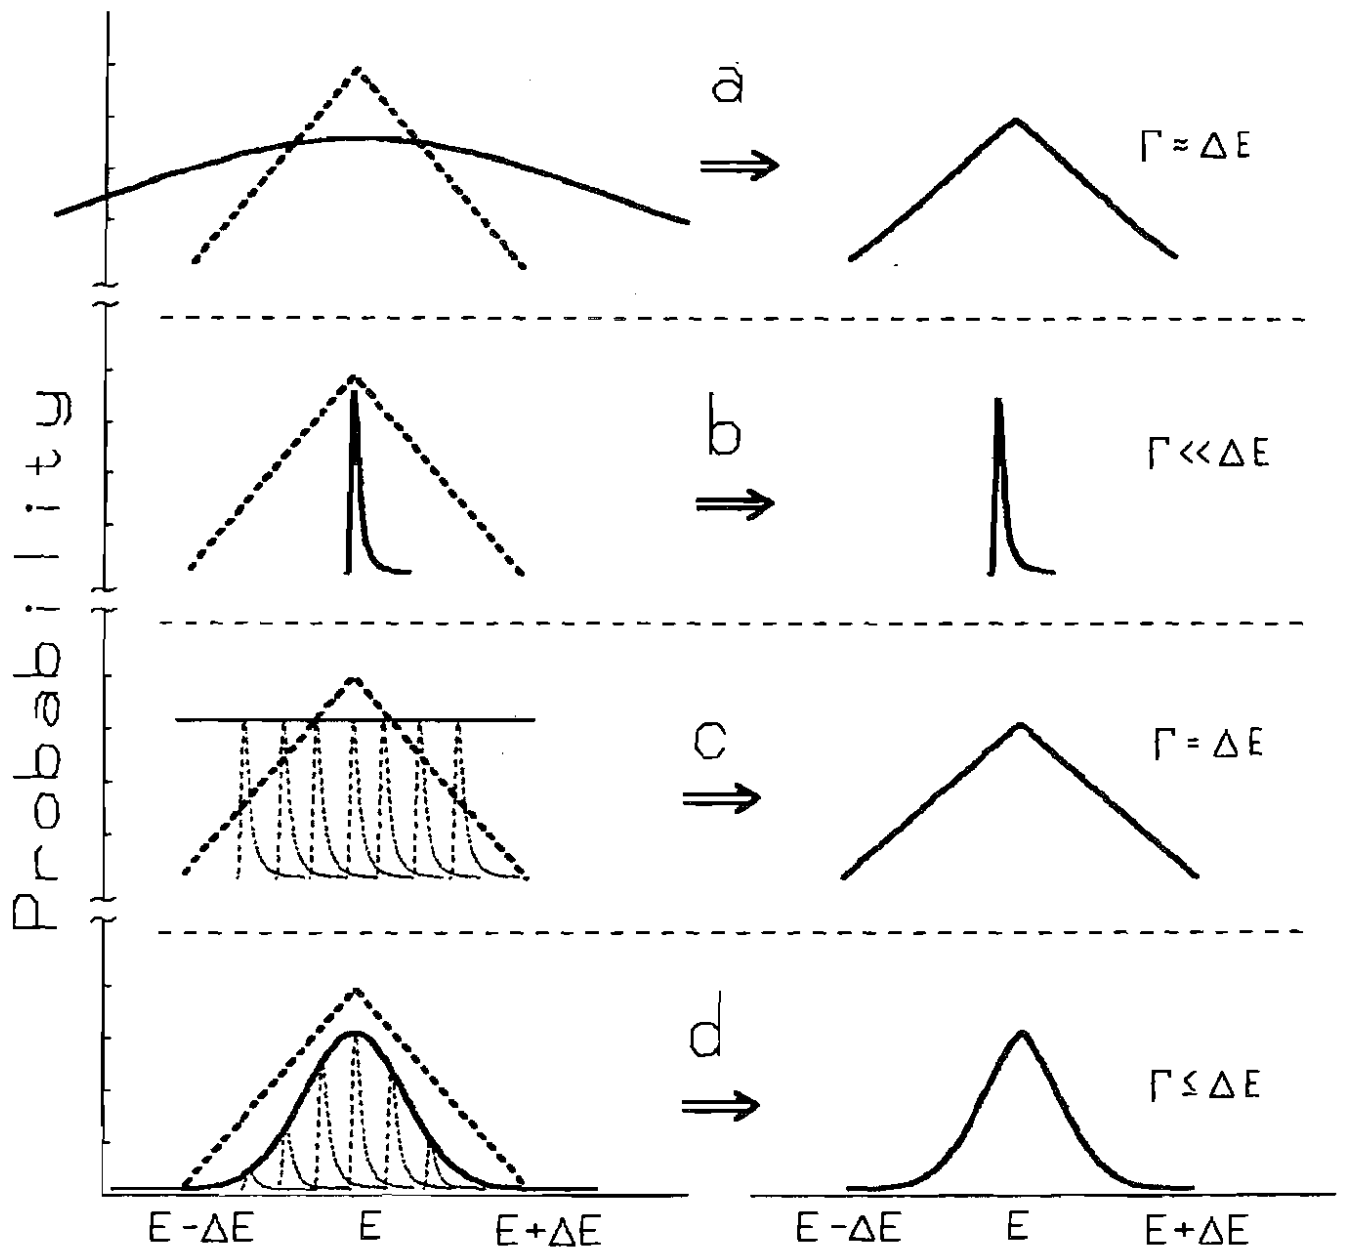 Probability
a
Γ ≈ ΔE
b
Γ << ΔE
c
Γ = ΔE
d
Γ ≤ ΔE
E - ΔE E E + ΔE E - ΔE E E + ΔE